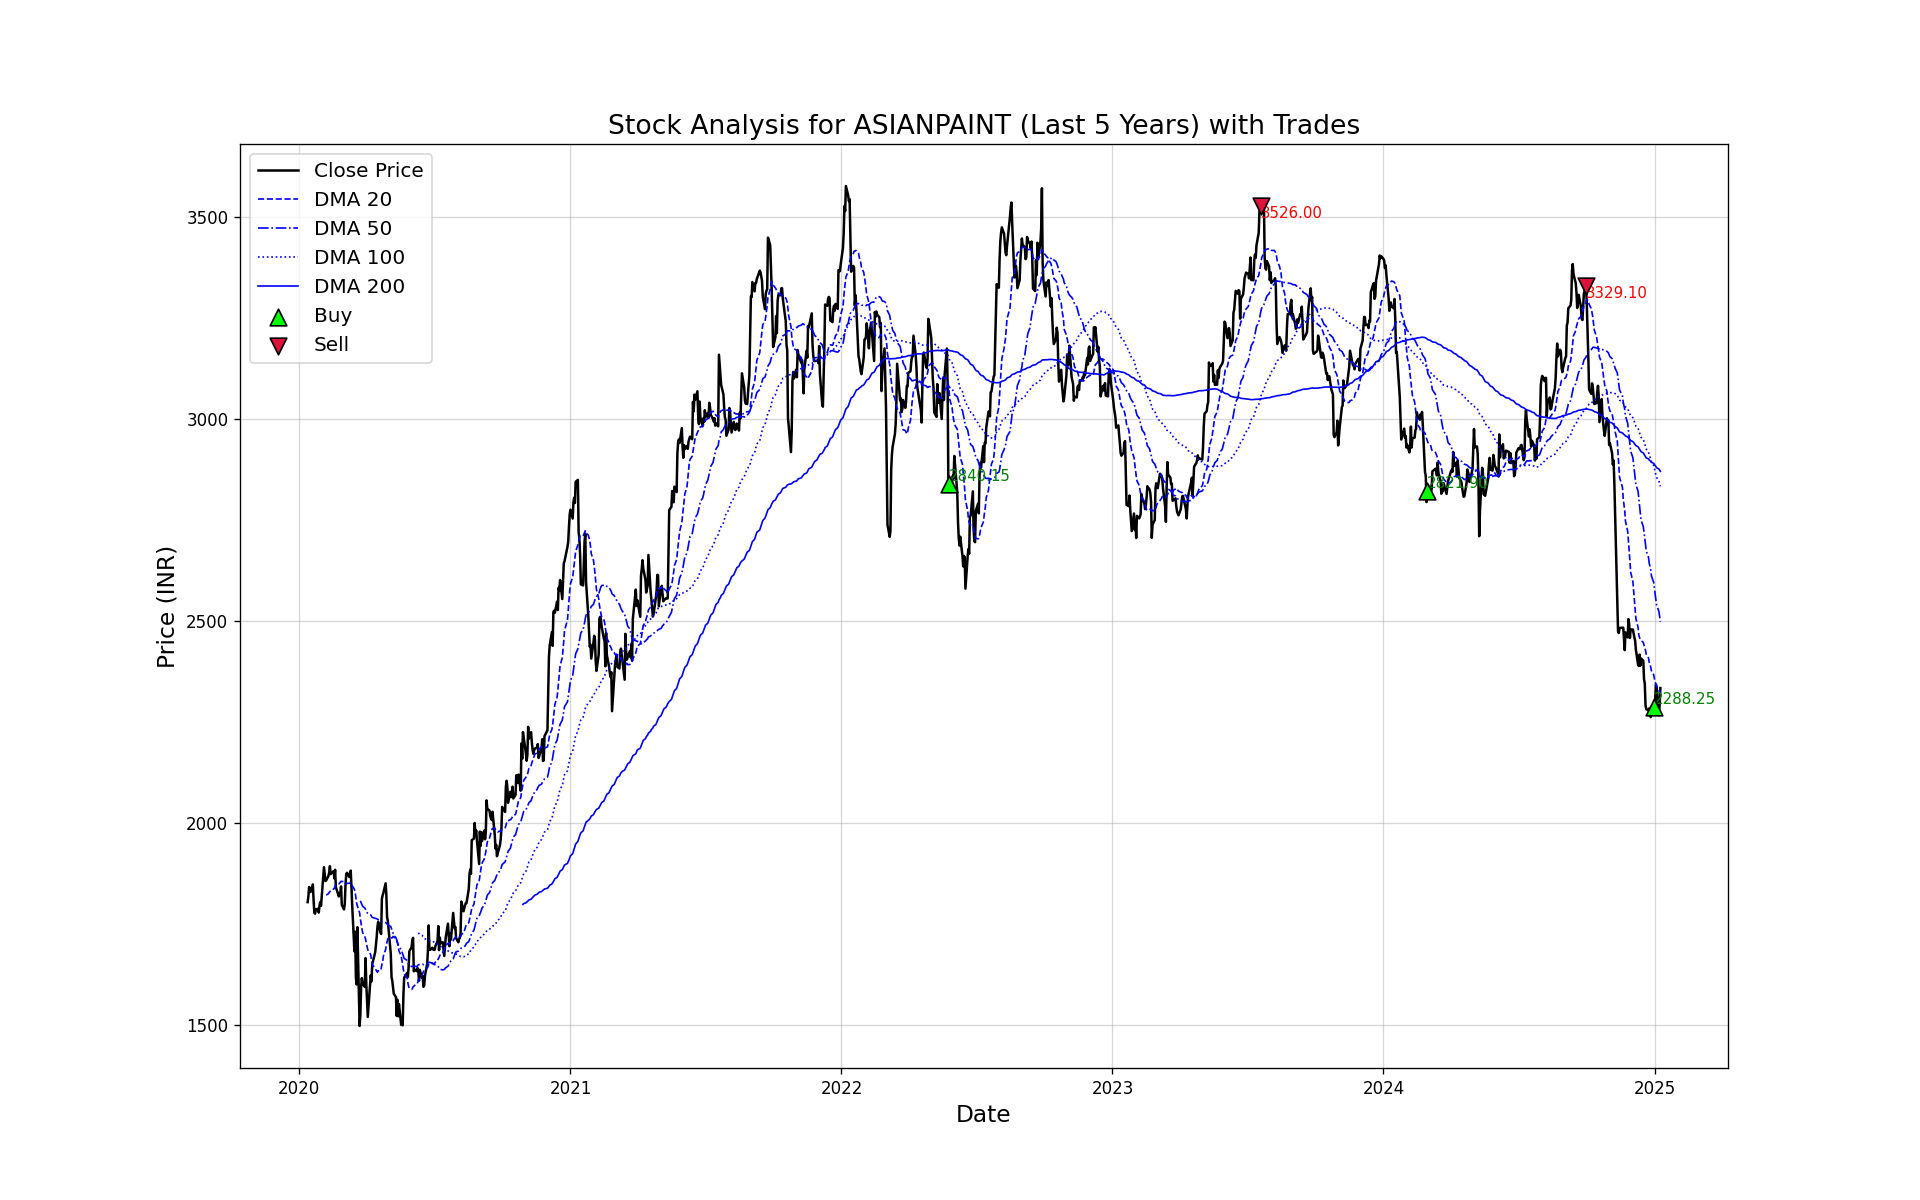 Stock Analysis for ASIANPAINT (Last 5 Years) with Trades
Close Price
DMA 20
DMA 50
DMA 100
DMA 200
Buy
Sell
3500
3000
2500
2000
1500
Price (INR)
3526.00
3329.10
2840.15
2821.90
2288.25
2020
2021
2022
2023
2024
2025
Date